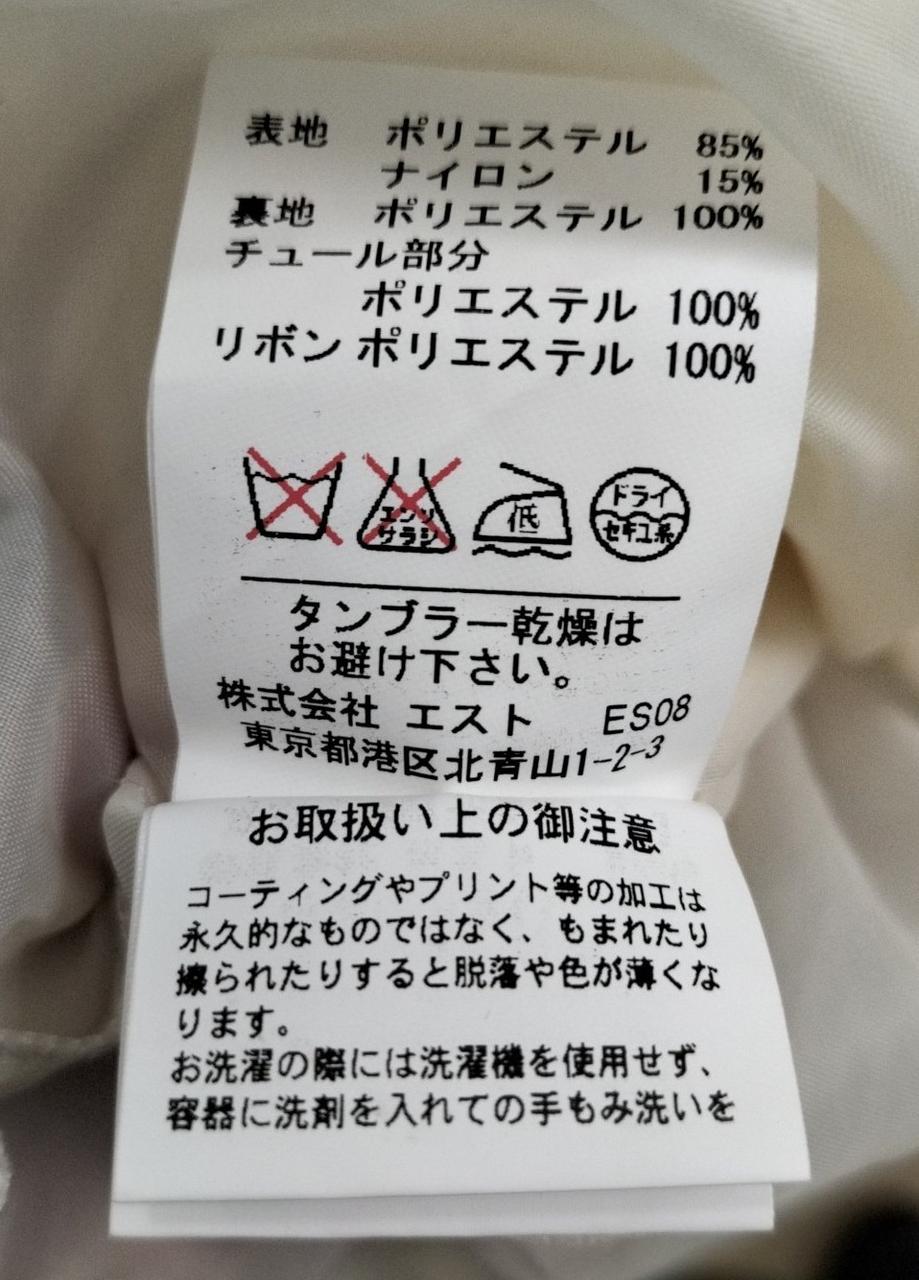 表地 ポリエステル 85%
ナイロン 15%
裏地 ポリエステル 100%
チュール部分
ポリエステル 100%
リボン ポリエステル 100%
エンソ
サラシ
低
ドライ
セキユ系
タンブラー乾燥は
お避け下さい。
株式会社 エスト ES08
東京都港区北青山1-2-3
お取扱い上の御注意
コーティングやプリント等の加工は
永久的なものではなく、もまれたり
擦られたりすると脱落や色が薄くな
ります。
お洗濯の際には洗濯機を使用せず、
容器に洗剤を入れての手もみ洗いを